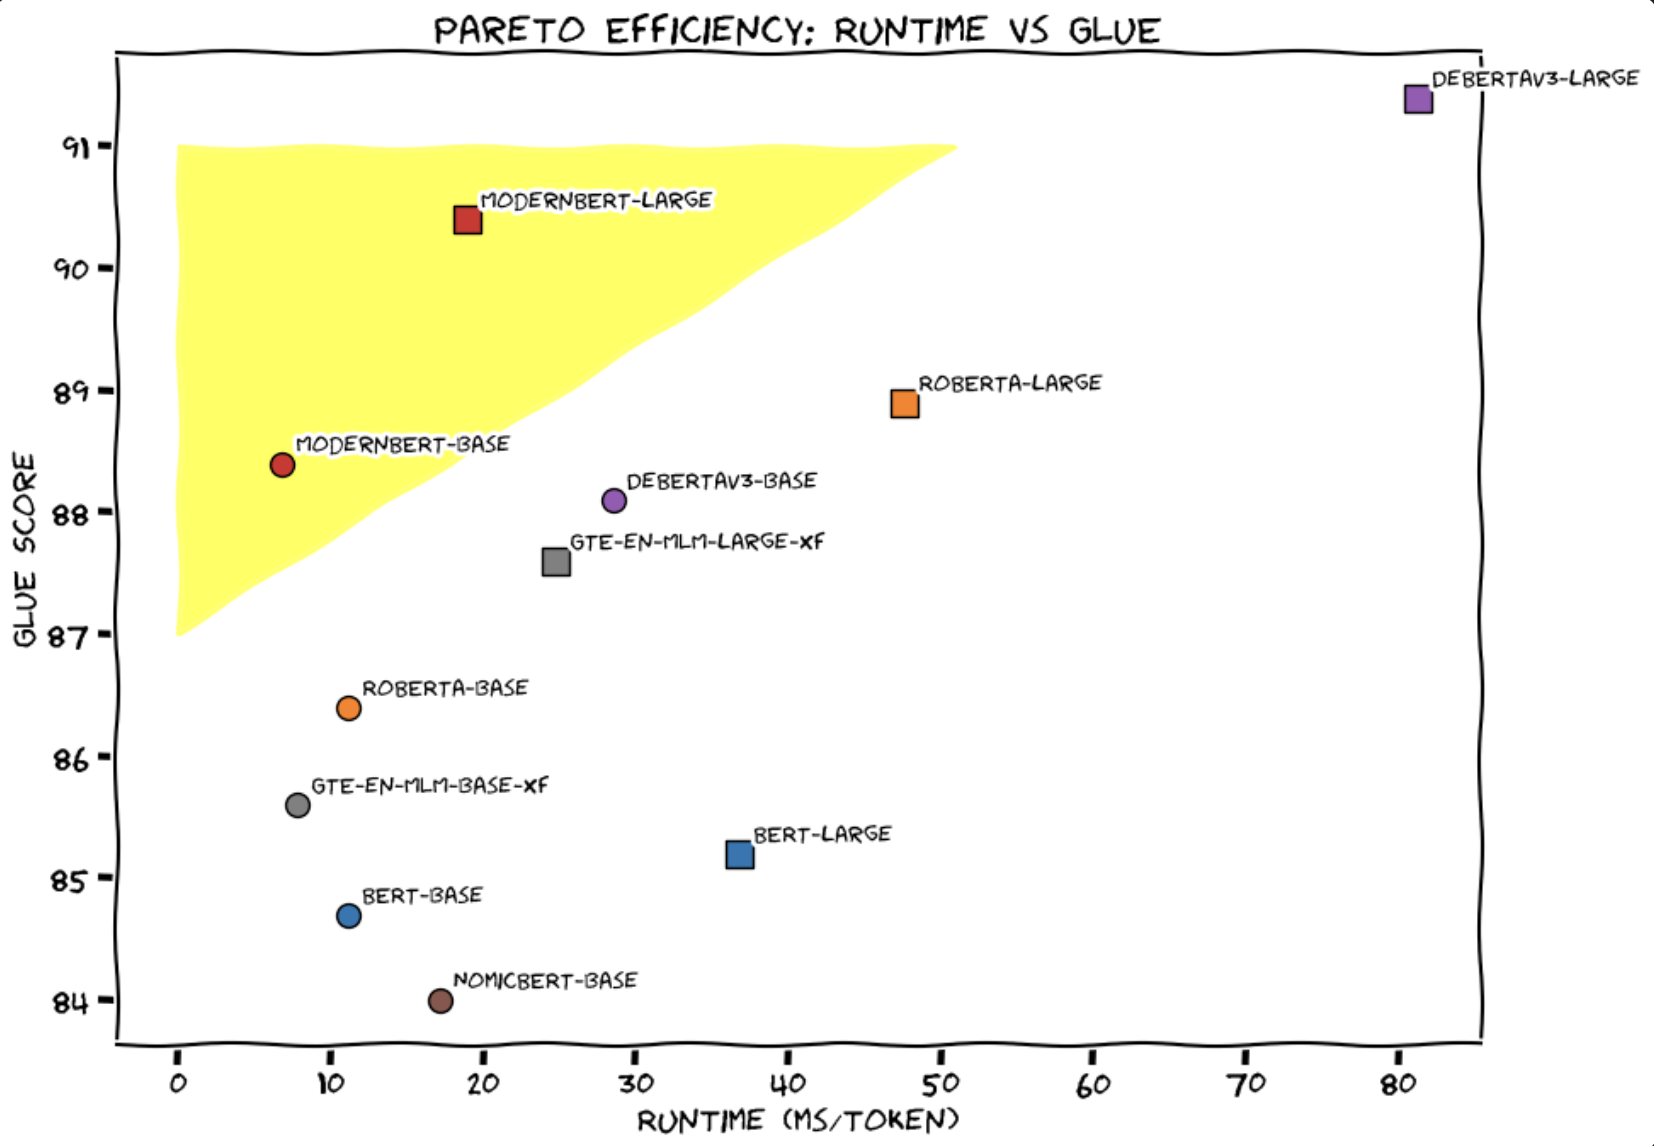 PARETO EFFICIENCY: RUNTIME VS GLUE
DEBERTAV3-LARGE
91
MODERNBERT-LARGE
90
89
ROBERTA-LARGE
MODERNBERT-BASE
DEBERTAV3-BASE
88
GTE-EN-MLM-LARGE-XF
GLUE SCORE
87
ROBERTA-BASE
86
GTE-EN-MLM-BASE-XF
BERT-LARGE
85
BERT-BASE
NOMICBERT-BASE
84
0 10 20 30 40 50 60 70 80
RUNTIME (MS/TOKEN)